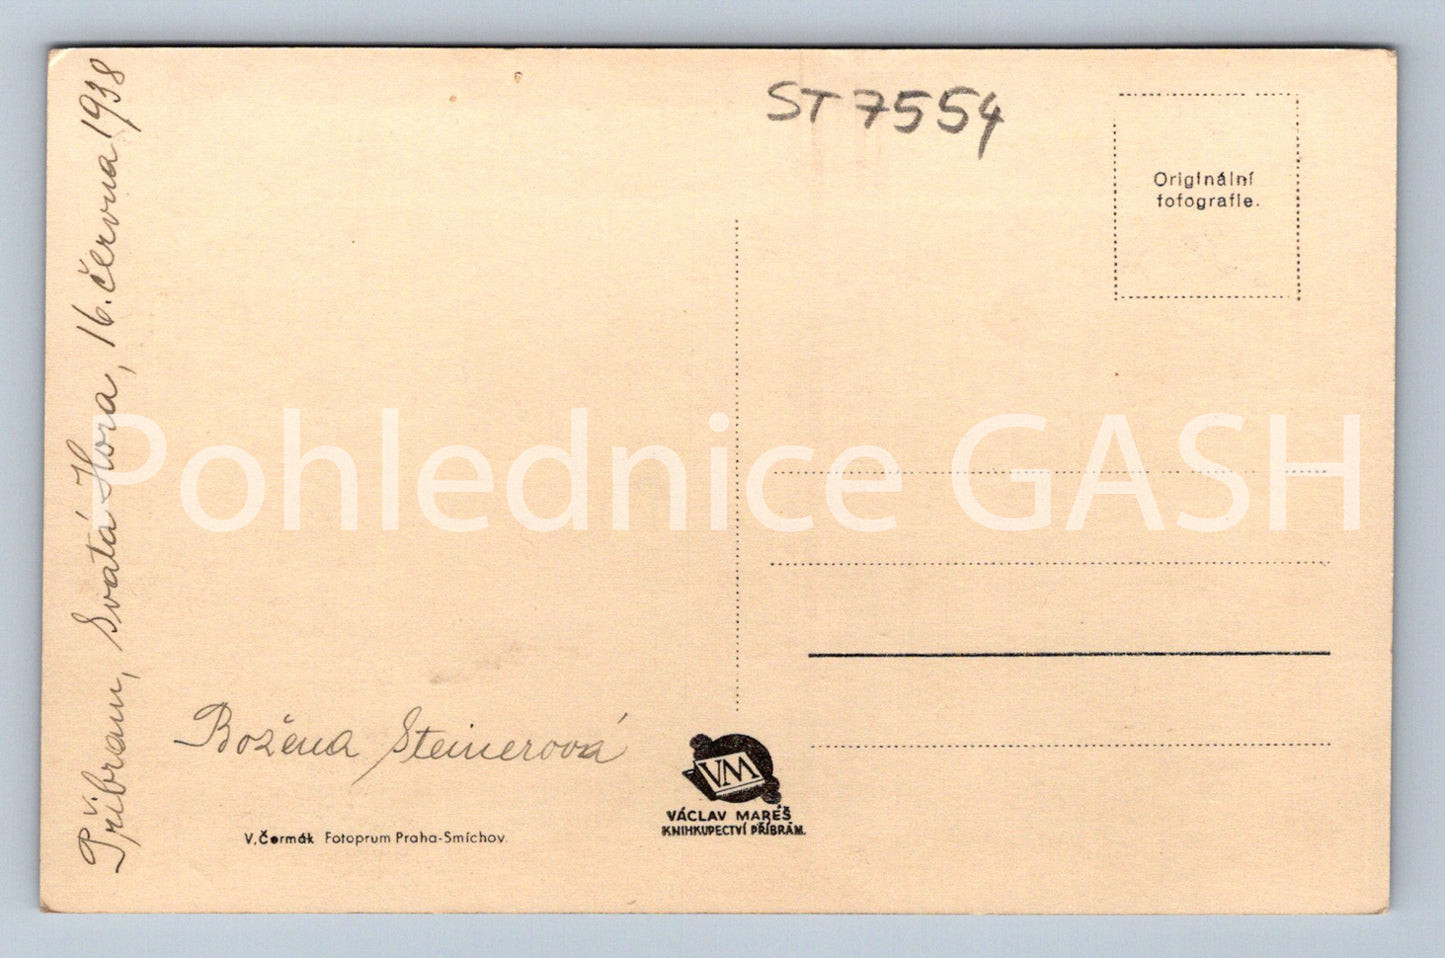 Příbram, Svatá Hora, 16. června 1938
ST 7554
Originální
fotografie.
Pohlednice GASH
Božena Steinerová
VM
VÁCLAV MAREŠ
KNIHKUPECTVÍ PŘÍBRAM.
V. Čermák Fotoprum Praha-Smíchov.